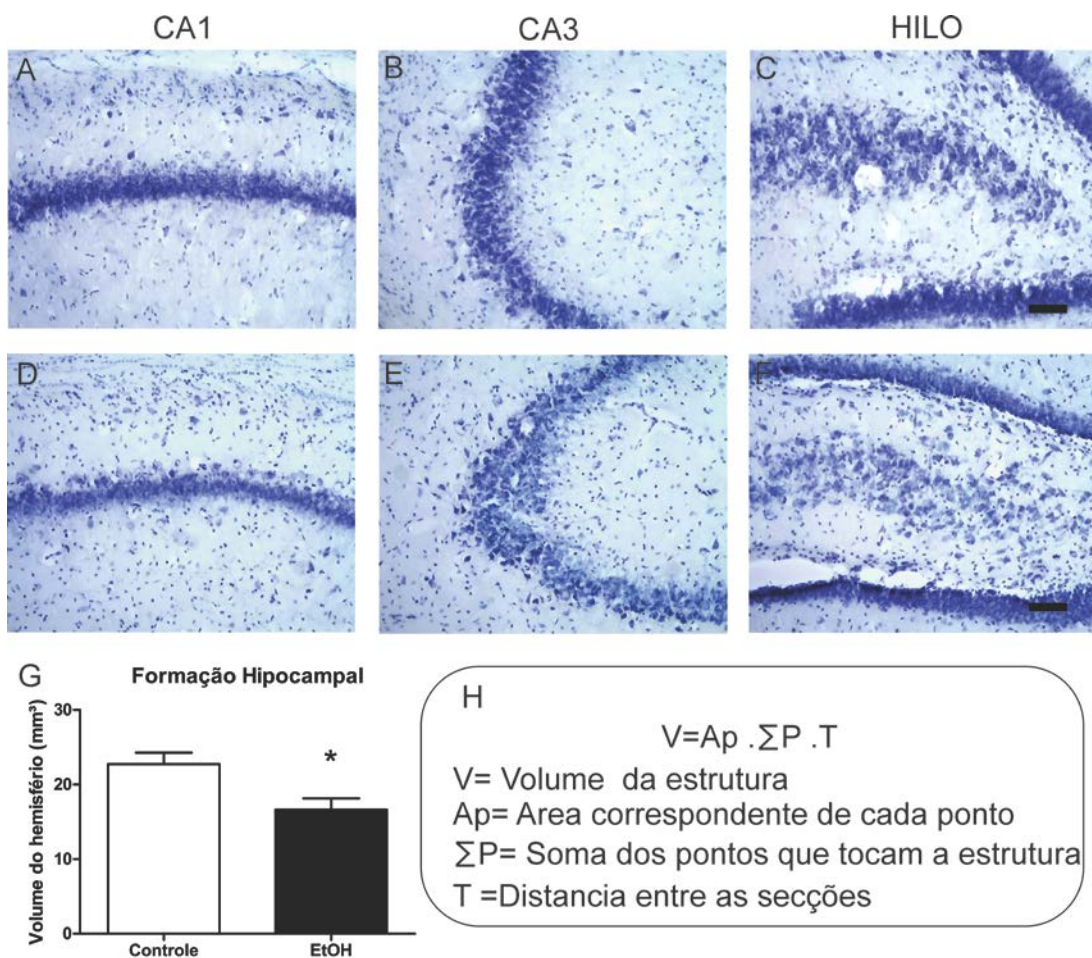 CA1 CA3 HILO
A B C
D E F
G Formação Hipocampal
Volume do hemisfério (mm³)
30
20
10
0
*
Controle EtOH
H
V=Ap .∑P .T
V= Volume da estrutura
Ap= Area correspondente de cada ponto
∑P= Soma dos pontos que tocam a estrutura
T =Distancia entre as secções